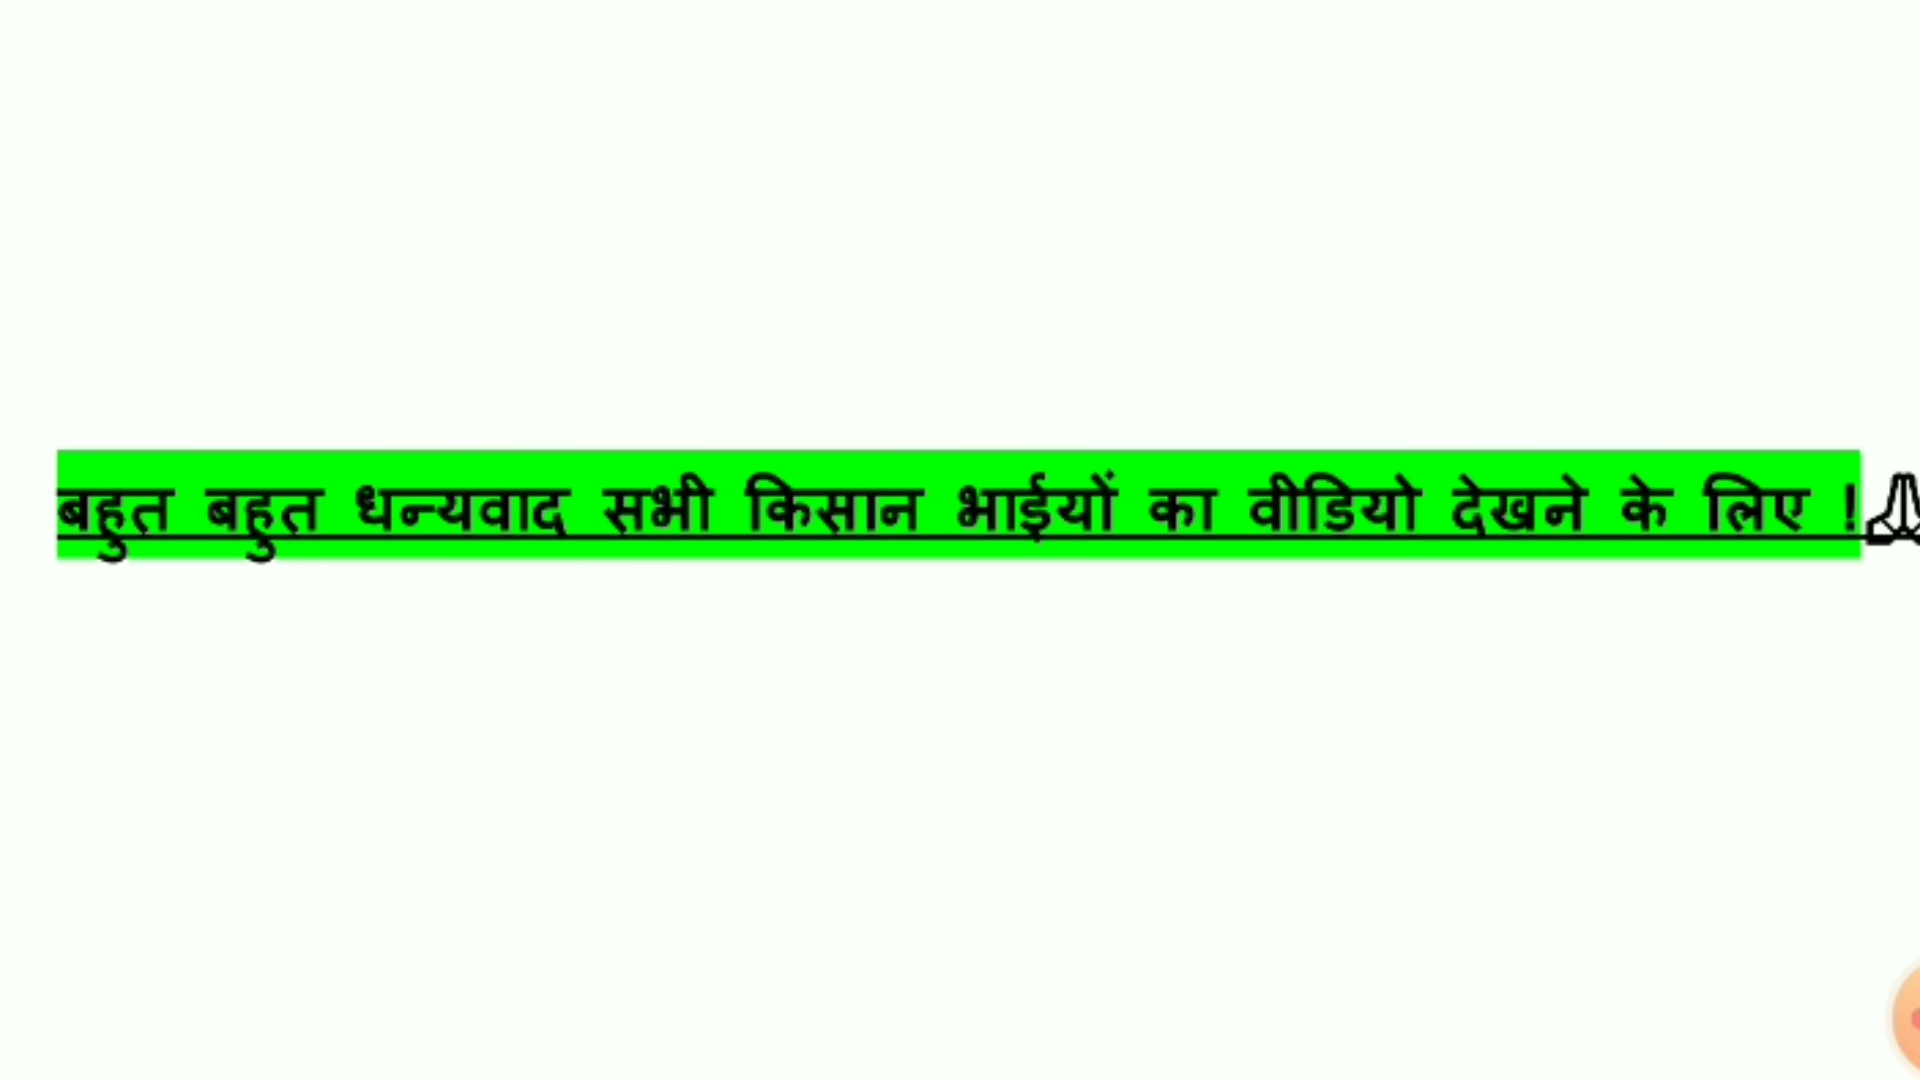 बहुत बहुत धन्यवाद सभी किसान भाईयों का वीडियो देखने के लिए !🙏